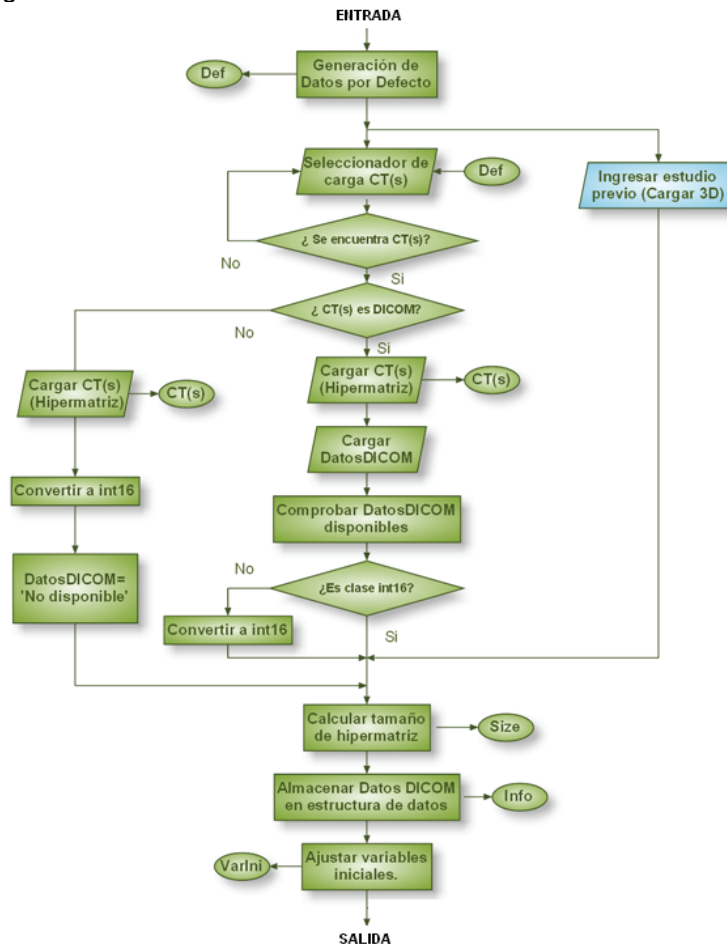 ENTRADA
Generación de
Datos por Defecto
Def
Seleccionador de
carga CT(s)
Def
Ingresar estudio
previo (Cargar 3D)
¿ Se encuentra CT(s)?
No
Si
¿ CT(s) es DICOM?
No
Si
Cargar CT(s)
(Hipermatriz)
CT(s)
Cargar CT(s)
(Hipermatriz)
CT(s)
Cargar
DatosDICOM
Convertir a int16
Comprobar DatosDICOM
disponibles
DatosDICOM=
'No disponible'
No
¿Es clase int16?
Convertir a int16
Si
Calcular tamaño
de hipermatriz
Size
Almacenar Datos DICOM
en estructura de datos
Info
VarIni
Ajustar variables
iniciales.
SALIDA